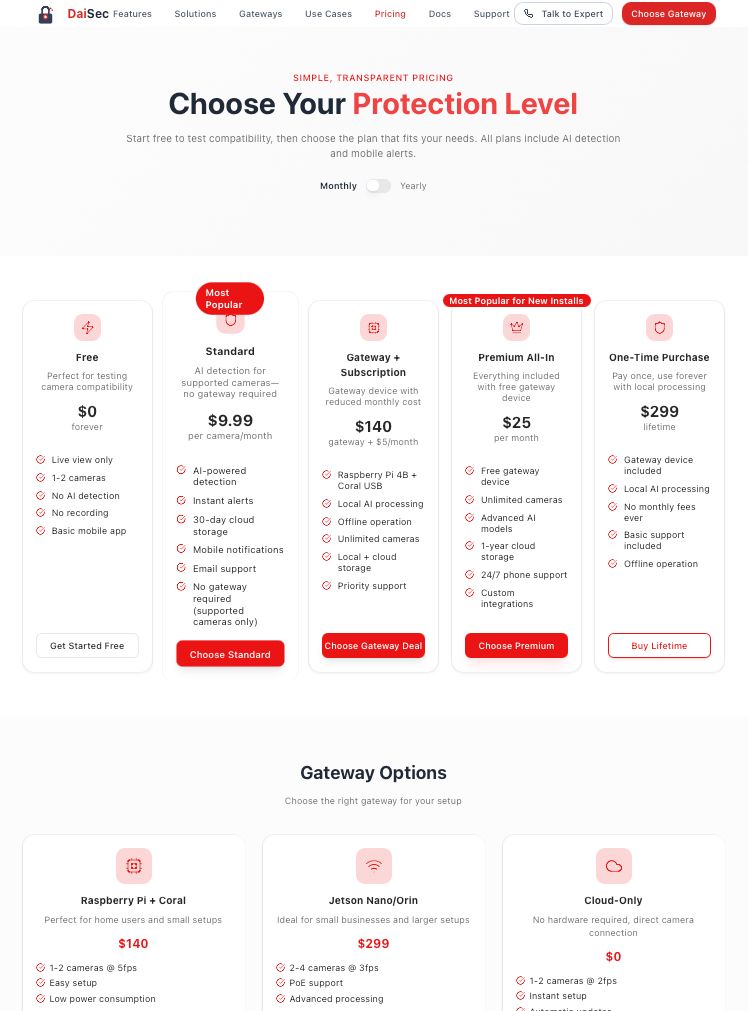 DaiSec
Features
Solutions
Gateways
Use Cases
Pricing
Docs
Support
Talk to Expert
Choose Gateway
SIMPLE, TRANSPARENT PRICING
Choose Your Protection Level
Start free to test compatibility, then choose the plan that fits your needs. All plans include AI detection
and mobile alerts.
Monthly
Yearly
Free
Perfect for testing
camera compatibility
$0
forever
Live view only
1-2 cameras
No AI detection
No recording
Basic mobile app
Get Started Free
Most
Popular
Standard
AI detection for
supported cameras—
no gateway required
$9.99
per camera/month
AI-powered
detection
Instant alerts
30-day cloud
storage
Mobile notifications
Email support
No gateway
required
(supported
cameras only)
Choose Standard
Gateway +
Subscription
Gateway device with
reduced monthly cost
$140
gateway + $5/month
Raspberry Pi 4B +
Coral USB
Local AI processing
Offline operation
Unlimited cameras
Local + cloud
storage
Priority support
Choose Gateway Deal
Most Popular for New Installs
Premium All-In
Everything included
with free gateway
device
$25
per month
Free gateway
device
Unlimited cameras
Advanced AI
models
1-year cloud
storage
24/7 phone support
Custom
integrations
Choose Premium
One-Time Purchase
Pay once, use forever
with local processing
$299
lifetime
Gateway device
included
Local AI processing
No monthly fees
ever
Basic support
included
Offline operation
Buy Lifetime
Gateway Options
Choose the right gateway for your setup
Raspberry Pi + Coral
Perfect for home users and small setups
$140
1-2 cameras @ 5fps
Easy setup
Low power consumption
Jetson Nano/Orin
Ideal for small businesses and larger setups
$299
2-4 cameras @ 3fps
PoE support
Advanced processing
Cloud-Only
No hardware required, direct camera
connection
$0
1-2 cameras @ 2fps
Instant setup